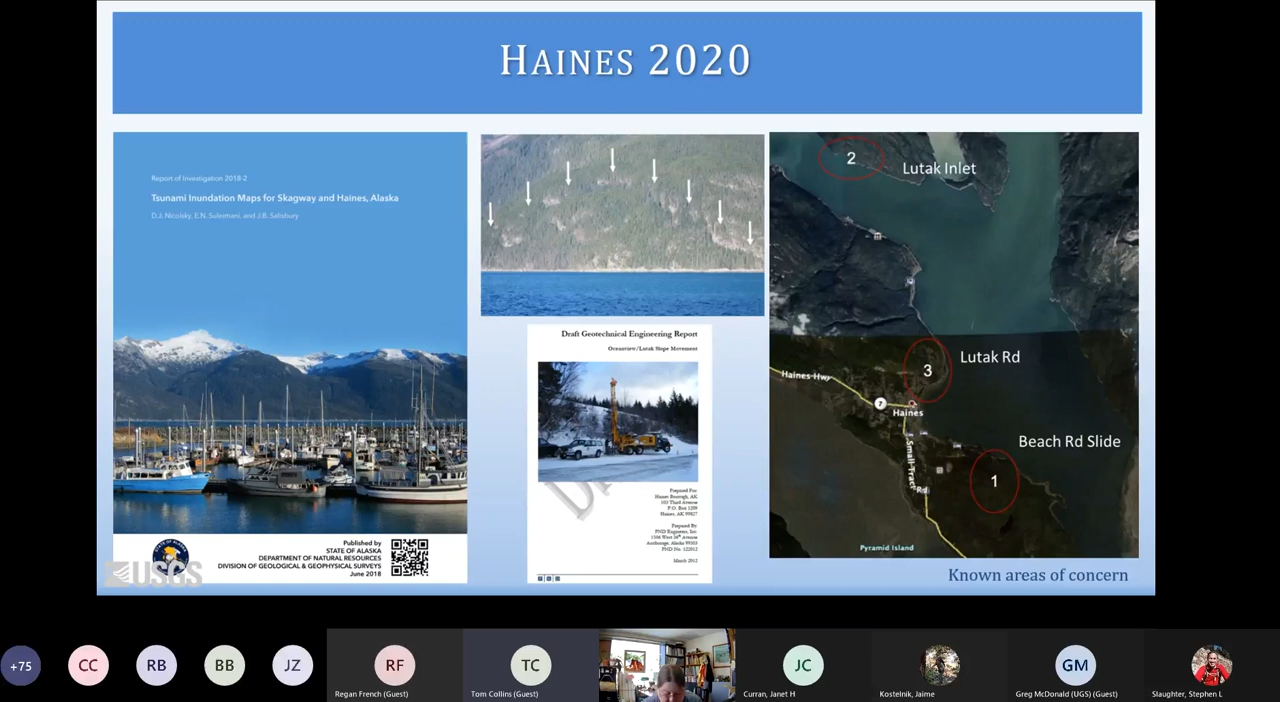 HAINES 2020
Report of Investigation 2018-2
Tsunami Inundation Maps for Skagway and Haines, Alaska
D.J. Nicolsky, E.N. Suleimani, and J.B. Salisbury
Published by
STATE OF ALASKA
DEPARTMENT OF NATURAL RESOURCES
DIVISION OF GEOLOGICAL & GEOPHYSICAL SURVEYS
June 2018
USGS
Draft Geotechnical Engineering Report
Oceanview/Lutak Slope Movement
Prepared For:
Haines Borough, AK
103 Third Avenue
P.O. Box 1209
Haines, AK 99827
Prepared By:
PND Engineers, Inc.
1506 West 36th Avenue
Anchorage, Alaska 99503
PND No. 122012
March 2012
2
Lutak Inlet
3
Lutak Rd
Haines Hwy
7
Haines
Small Tract Rd
Beach Rd Slide
1
Pyramid Island
Known areas of concern
+75
CC
RB
BB
JZ
RF
Regan French (Guest)
TC
Tom Collins (Guest)
JC
Curran, Janet H
Kostelnik, Jaime
GM
Greg McDonald (UGS) (Guest)
Slaughter, Stephen L